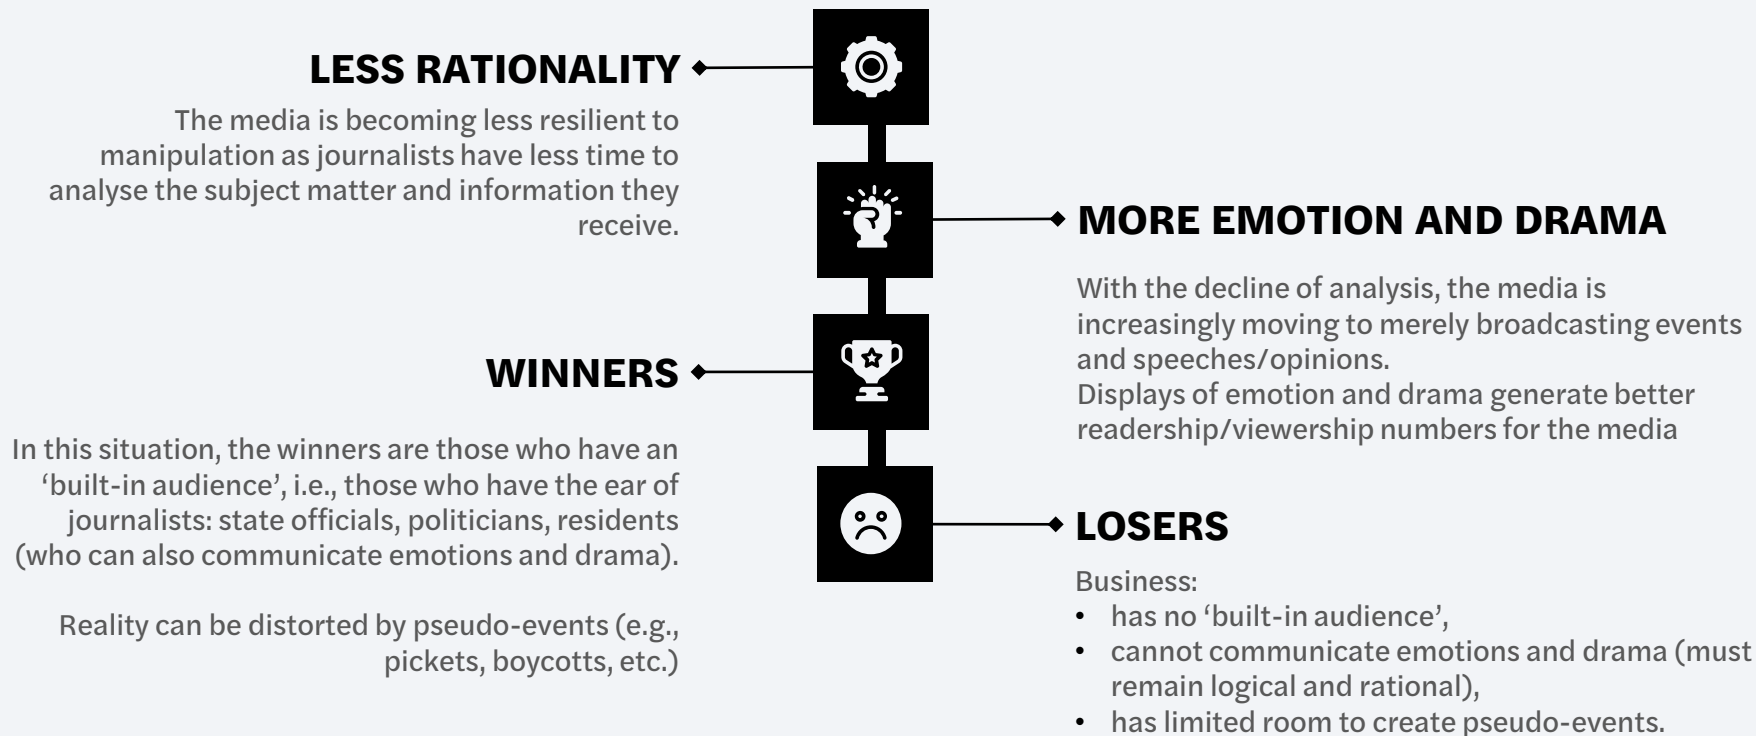 LESS RATIONALITY
The media is becoming less resilient to
manipulation as journalists have less time to
analyse the subject matter and information they
receive.
MORE EMOTION AND DRAMA
With the decline of analysis, the media is
increasingly moving to merely broadcasting events
and speeches/opinions.
Displays of emotion and drama generate better
readership/viewership numbers for the media
WINNERS
In this situation, the winners are those who have an
‘built-in audience’, i.e., those who have the ear of
journalists: state officials, politicians, residents
(who can also communicate emotions and drama).
Reality can be distorted by pseudo-events (e.g.,
pickets, boycotts, etc.)
LOSERS
Business:
• has no ‘built-in audience’,
• cannot communicate emotions and drama (must
remain logical and rational),
• has limited room to create pseudo-events.